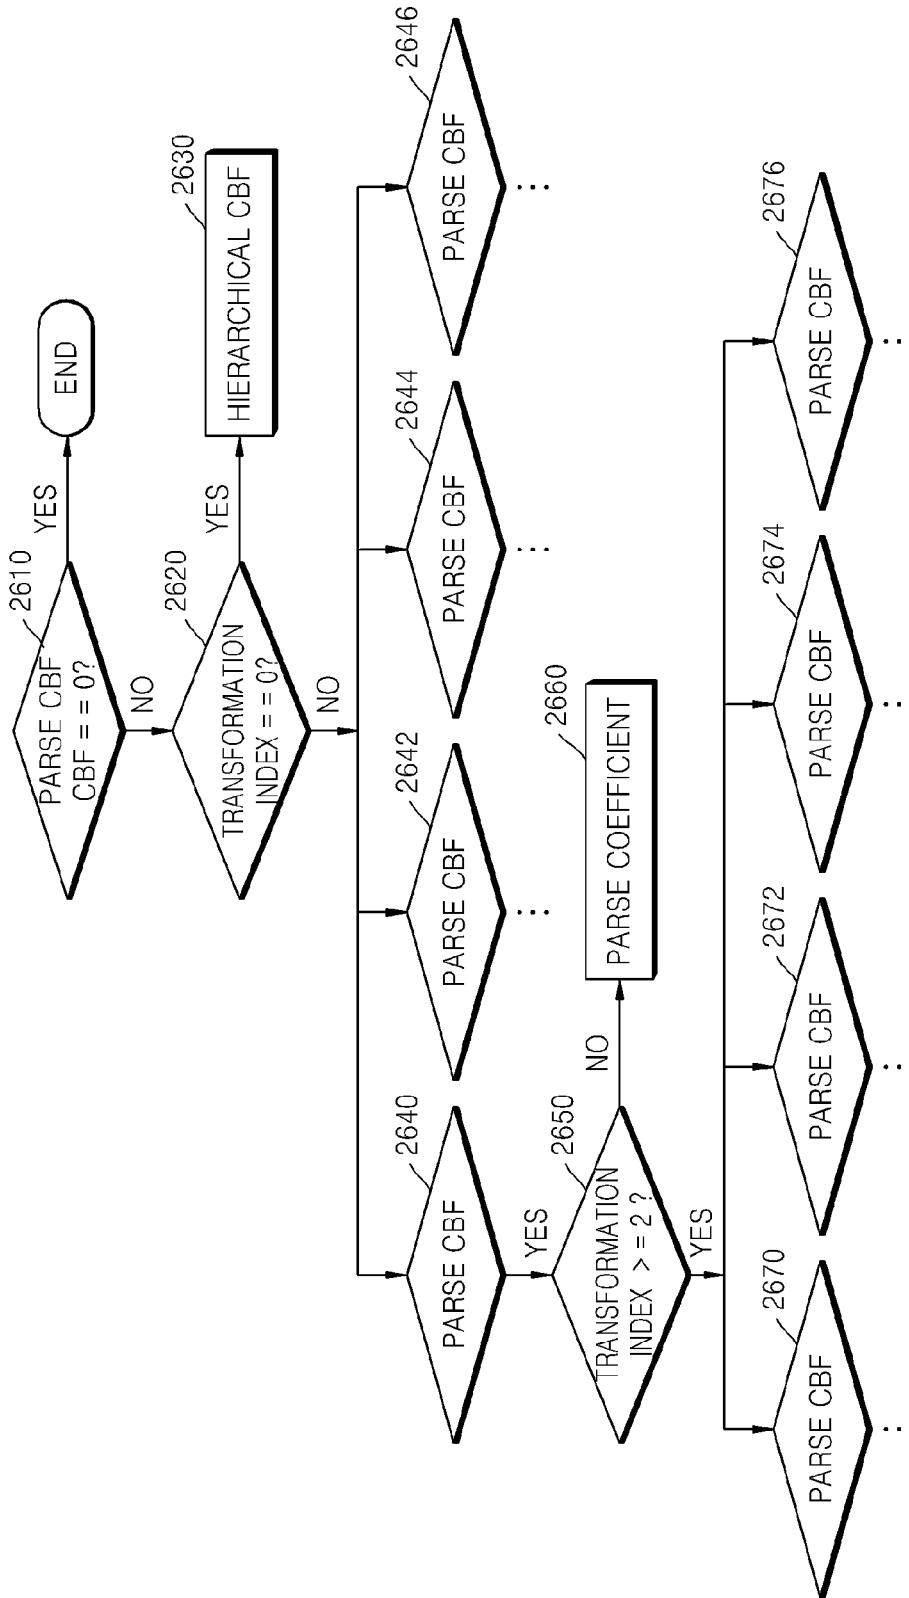 2610
PARSE CBF
CBF = = 0?
YES
END
NO
2620
TRANSFORMATION
INDEX = = 0?
YES
2630
HIERARCHICAL CBF
NO
2640
PARSE CBF
2642
PARSE CBF
...
2644
PARSE CBF
...
2646
PARSE CBF
...
YES
2650
TRANSFORMATION
INDEX > = 2 ?
NO
2660
PARSE COEFFICIENT
YES
2670
PARSE CBF
2672
PARSE CBF
2674
PARSE CBF
2676
PARSE CBF